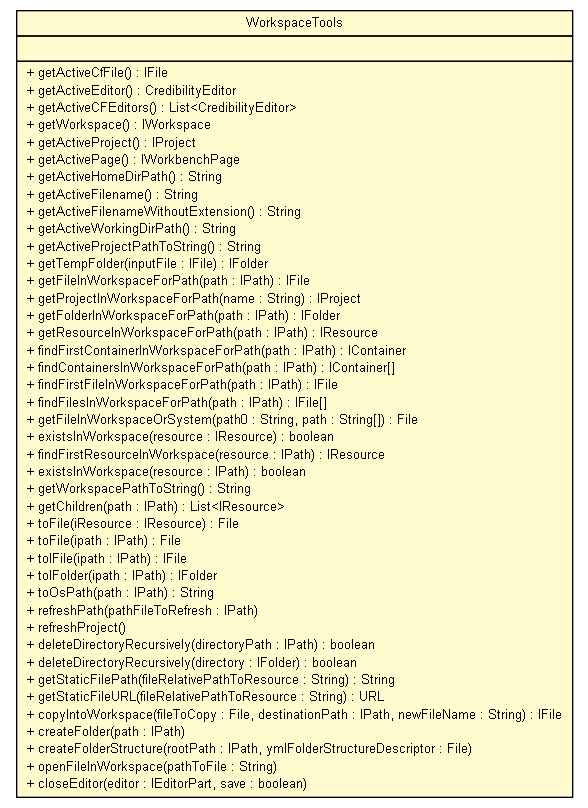 WorkspaceTools
+ getActiveCfFile() : IFile
+ getActiveEditor() : CredibilityEditor
+ getActiveCFEditors() : List<CredibilityEditor>
+ getWorkspace() : IWorkspace
+ getActiveProject() : IProject
+ getActivePage() : IWorkbenchPage
+ getActiveHomeDirPath() : String
+ getActiveFilename() : String
+ getActiveFilenameWithoutExtension() : String
+ getActiveWorkingDirPath() : String
+ getActiveProjectPathToString() : String
+ getTempFolder(inputFile : IFile) : IFolder
+ getFileInWorkspaceForPath(path : IPath) : IFile
+ getProjectInWorkspaceForPath(name : String) : IProject
+ getFolderInWorkspaceForPath(path : IPath) : IFolder
+ getResourceInWorkspaceForPath(path : IPath) : IResource
+ findFirstContainerInWorkspaceForPath(path : IPath) : IContainer
+ findContainersInWorkspaceForPath(path : IPath) : IContainer[]
+ findFirstFileInWorkspaceForPath(path : IPath) : IFile
+ findFilesInWorkspaceForPath(path : IPath) : IFile[]
+ getFileInWorkspaceOrSystem(path0 : String, path : String[]) : File
+ existsInWorkspace(resource : IResource) : boolean
+ findFirstResourceInWorkspace(resource : IPath) : IResource
+ existsInWorkspace(resource : IPath) : boolean
+ getWorkspacePathToString() : String
+ getChildren(path : IPath) : List<IResource>
+ toFile(iResource : IResource) : File
+ toFile(ipath : IPath) : File
+ toIFile(ipath : IPath) : IFile
+ toIFolder(ipath : IPath) : IFolder
+ toOsPath(path : IPath) : String
+ refreshPath(pathFileToRefresh : IPath)
+ refreshProject()
+ deleteDirectoryRecursively(directoryPath : IPath) : boolean
+ deleteDirectoryRecursively(directory : IFolder) : boolean
+ getStaticFilePath(fileRelativePathToResource : String) : String
+ getStaticFileURL(fileRelativePathToResource : String) : URL
+ copyIntoWorkspace(fileToCopy : File, destinationPath : IPath, newFileName : String) : IFile
+ createFolder(path : IPath)
+ createFolderStructure(rootPath : IPath, ymlFolderStructureDescriptor : File)
+ openFileInWorkspace(pathToFile : String)
+ closeEditor(editor : IEditorPart, save : boolean)